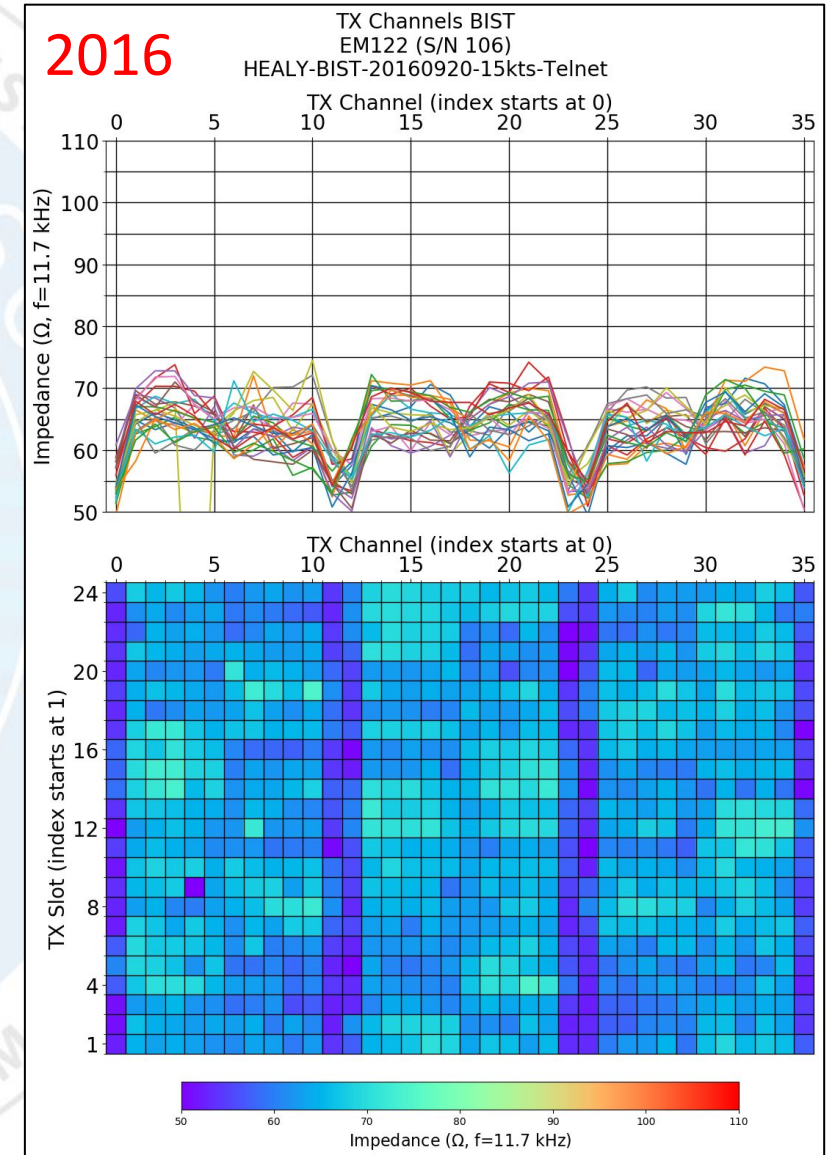 2016
TX Channels BIST
EM122 (S/N 106)
HEALY-BIST-20160920-15kts-Telnet
TX Channel (index starts at 0)
0 5 10 15 20 25 30 35
110
100
90
80
70
60
50
Impedance (Ω, f=11.7 kHz)
TX Channel (index starts at 0)
0 5 10 15 20 25 30 35
24
20
16
12
8
4
1
TX Slot (index starts at 1)
50 60 70 80 90 100 110
Impedance (Ω, f=11.7 kHz)